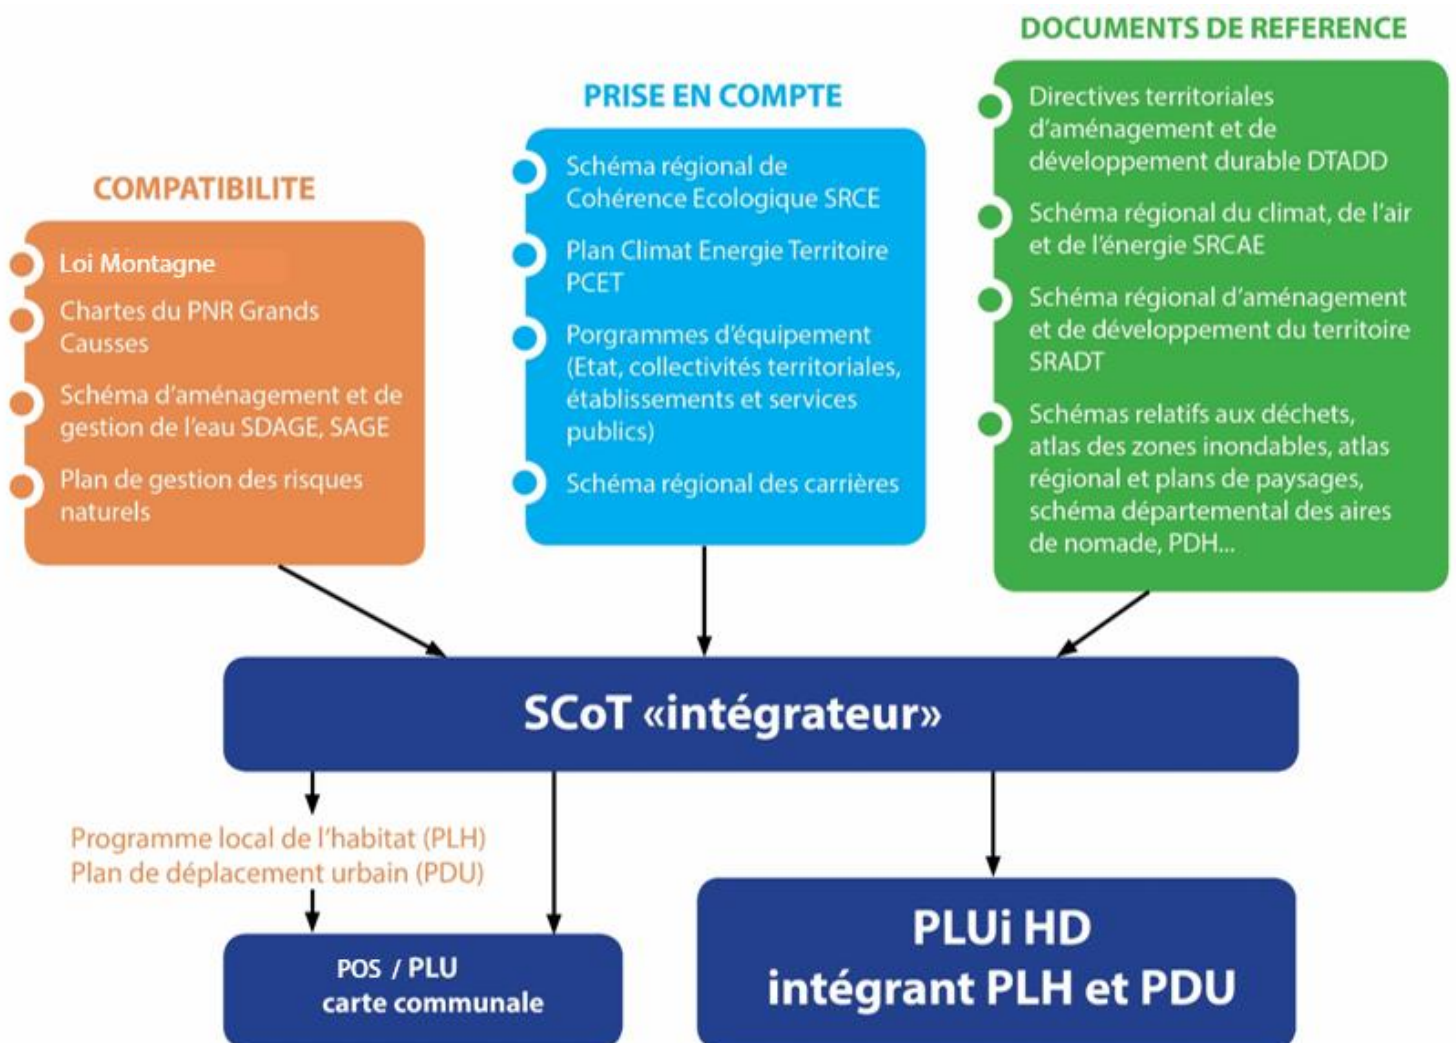 COMPATIBILITE
Loi Montagne
Chartes du PNR Grands
Causses
Schéma d'aménagement et de
gestion de l'eau SDAGE, SAGE
Plan de gestion des risques
naturels
PRISE EN COMPTE
Schéma régional de
Cohérence Ecologique SRCE
Plan Climat Energie Territoire
PCET
Porgrammes d'équipement
(Etat, collectivités territoriales,
établissements et services
publics)
Schéma régional des carrières
DOCUMENTS DE REFERENCE
Directives territoriales
d'aménagement et de
développement durable DTADD
Schéma régional du climat, de l'air
et de l'énergie SRCAE
Schéma régional d'aménagement
et de développement du territoire
SRADT
Schémas relatifs aux déchets,
atlas des zones inondables, atlas
régional et plans de paysages,
schéma départemental des aires
de nomade, PDH...
SCoT «intégrateur»
Programme local de l'habitat (PLH)
Plan de déplacement urbain (PDU)
POS / PLU
carte communale
PLUi HD
intégrant PLH et PDU